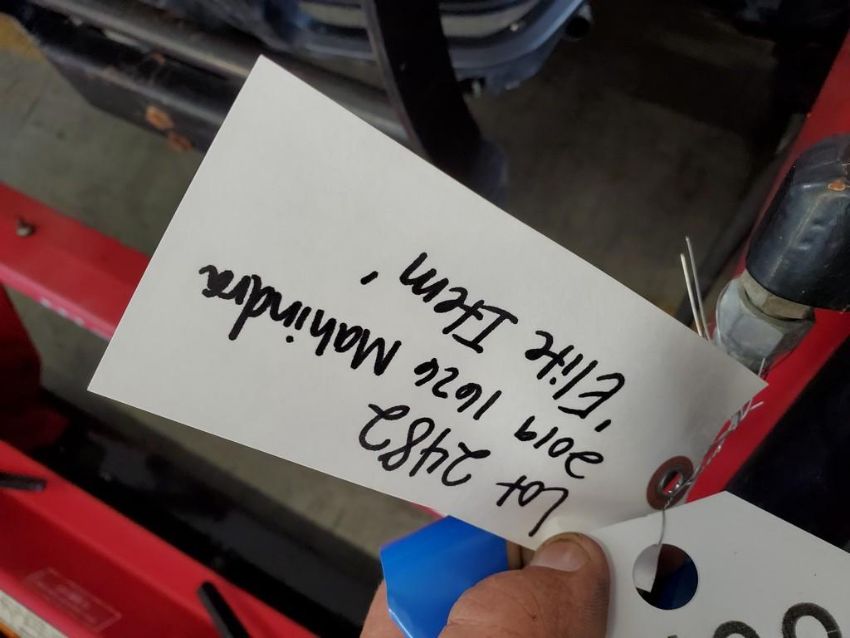 Lot 2482
2019 1626 Mahindra
'Elite Item'